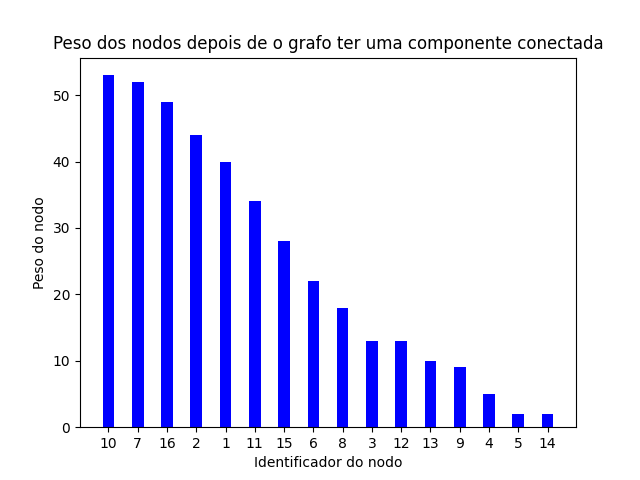 Peso dos nodos depois de o grafo ter uma componente conectada
Peso do nodo
50
40
30
20
10
0
10 7 16 2 1 11 15 6 8 3 12 13 9 4 5 14
Identificador do nodo